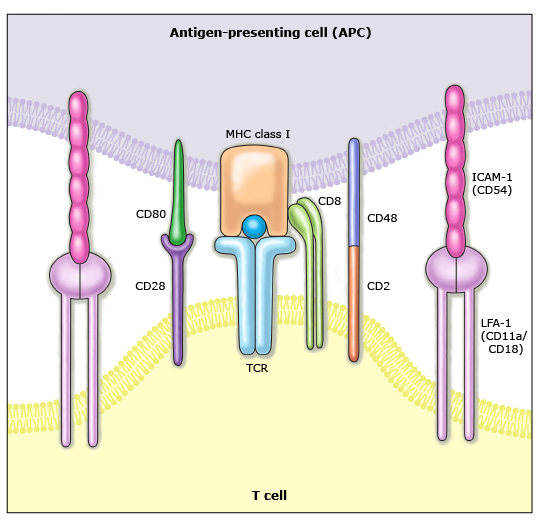 Antigen-presenting cell (APC)
MHC class I
CD8
ICAM-1
(CD54)
CD80
CD48
CD28
CD2
LFA-1
(CD11a/
CD18)
TCR
T cell